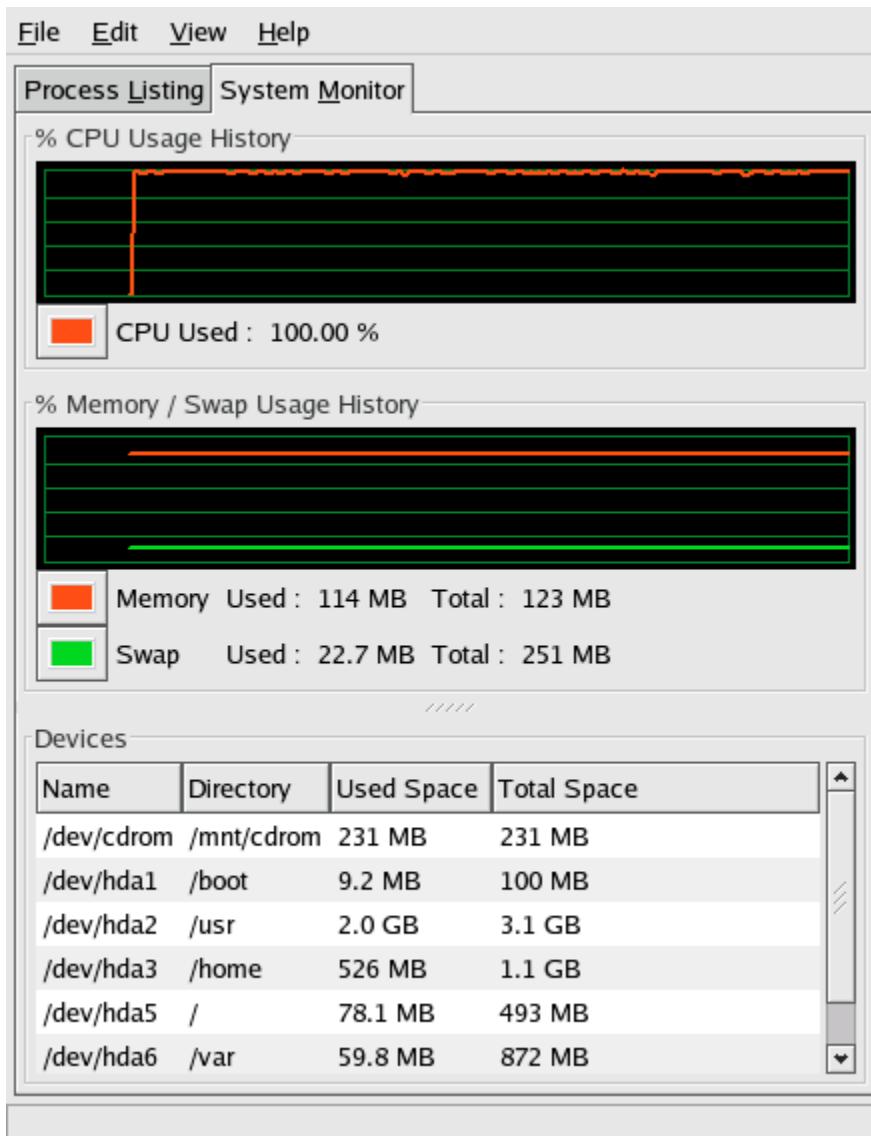 File Edit View Help
Process Listing System Monitor
% CPU Usage History
CPU Used : 100.00 %
% Memory / Swap Usage History
Memory Used : 114 MB Total : 123 MB
Swap Used : 22.7 MB Total : 251 MB
Devices
Name Directory Used Space Total Space
/dev/cdrom /mnt/cdrom 231 MB 231 MB
/dev/hda1 /boot 9.2 MB 100 MB
/dev/hda2 /usr 2.0 GB 3.1 GB
/dev/hda3 /home 526 MB 1.1 GB
/dev/hda5 / 78.1 MB 493 MB
/dev/hda6 /var 59.8 MB 872 MB